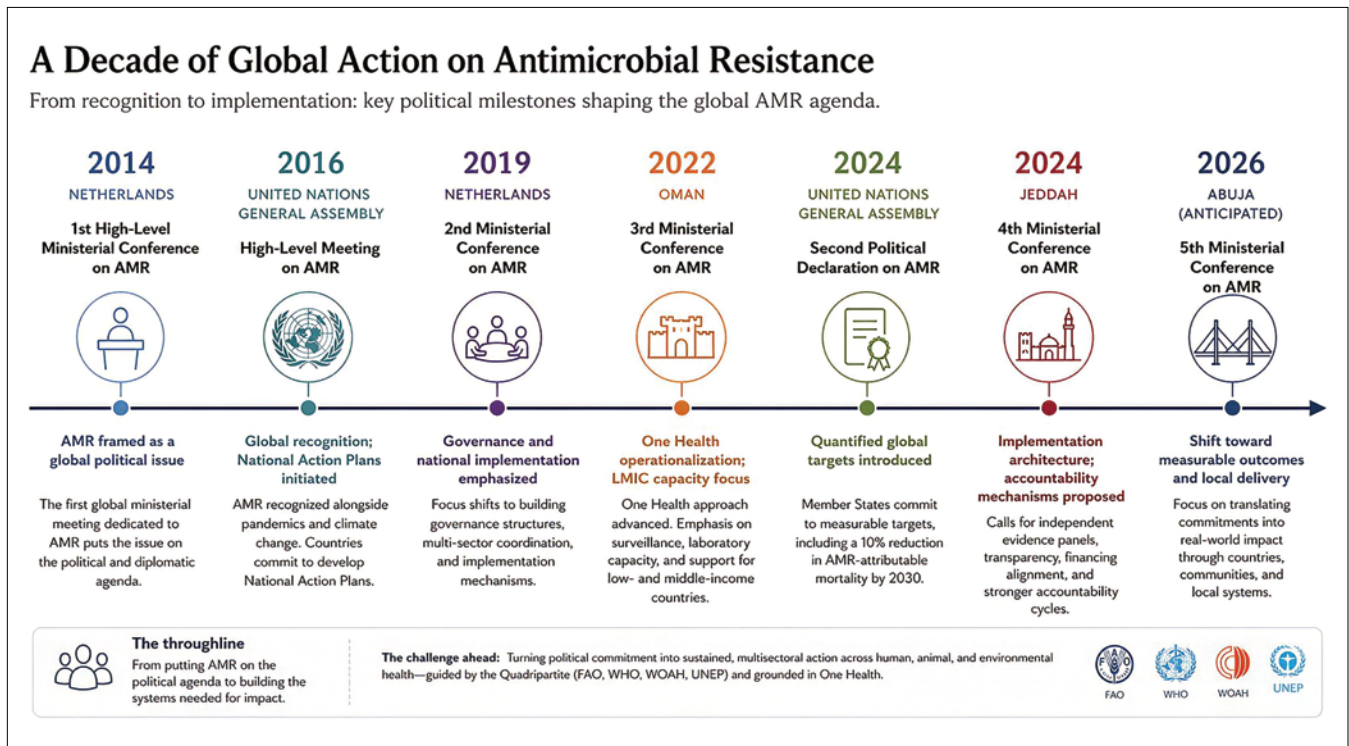 A Decade of Global Action on Antimicrobial Resistance
From recognition to implementation: key political milestones shaping the global AMR agenda.
2014
NETHERLANDS
1st High-Level
Ministerial Conference
on AMR
AMR framed as a
global political issue
The first global ministerial
meeting dedicated to
AMR puts the issue on
the political and diplomatic
agenda.
2016
UNITED NATIONS
GENERAL ASSEMBLY
High-Level Meeting
on AMR
Global recognition;
National Action Plans
initiated
AMR recognized alongside
pandemics and climate
change. Countries
commit to develop
National Action Plans.
2019
NETHERLANDS
2nd Ministerial
Conference
on AMR
Governance and
national implementation
emphasized
Focus shifts to building
governance structures,
multi-sector coordination,
and implementation
mechanisms.
2022
OMAN
3rd Ministerial
Conference
on AMR
One Health
operationalization;
LMIC capacity focus
One Health approach
advanced. Emphasis on
surveillance, laboratory
capacity, and support for
low- and middle-income
countries.
2024
UNITED NATIONS
GENERAL ASSEMBLY
Second Political
Declaration on AMR
Quantified global
targets introduced
Member States commit
to measurable targets,
including a 10% reduction
in AMR-attributable
mortality by 2030.
2024
JEDDAH
4th Ministerial
Conference
on AMR
Implementation
architecture;
accountability
mechanisms proposed
Calls for independent
evidence panels,
transparency, financing
alignment, and
stronger accountability
cycles.
2026
ABUJA
(ANTICIPATED)
5th Ministerial
Conference
on AMR
Shift toward
measurable outcomes
and local delivery
Focus on translating
commitments into
real-world impact
through countries,
communities, and
local systems.
The throughline
From putting AMR on the
political agenda to building the
systems needed for impact.
The challenge ahead: Turning political commitment into sustained, multisectoral action across human, animal, and environmental
health—guided by the Quadripartite (FAO, WHO, WOAH, UNEP) and grounded in One Health.
FAO
WHO
WOAH
UNEP